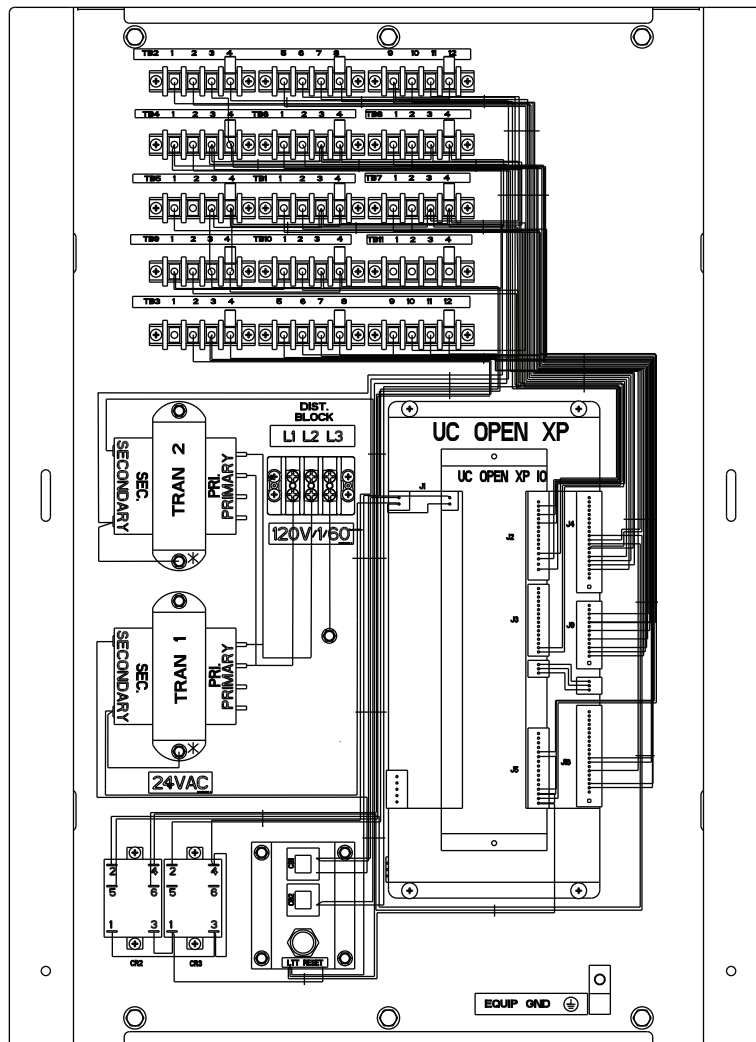 TB2 1 2 3 4 5 6 7 8 9 10 11 12
TB4 1 2 3 4 TB6 1 2 3 4 TB8 1 2 3 4
TB5 1 2 3 4 TB1 1 2 3 4 TB7 1 2 3 4
TB9 1 2 3 4 TB10 1 2 3 4 TB11 1 2 3 4
TB3 1 2 3 4 5 6 7 8 9 10 11 12
DIST.
BLOCK
L1 L2 L3
120V/1/60
SEC.
SECONDARY
TRAN 2
PRI.
PRIMARY
UC OPEN XP
UC OPEN XP IO
J1
J2
J4
J3
J9
J5
SEC.
SECONDARY
TRAN 1
PRI.
PRIMARY
24VAC
2 4 2 4
5 6 5 6
1 3 1 3
CR2 CR3
CR2
LTT RESET
EQUIP GND